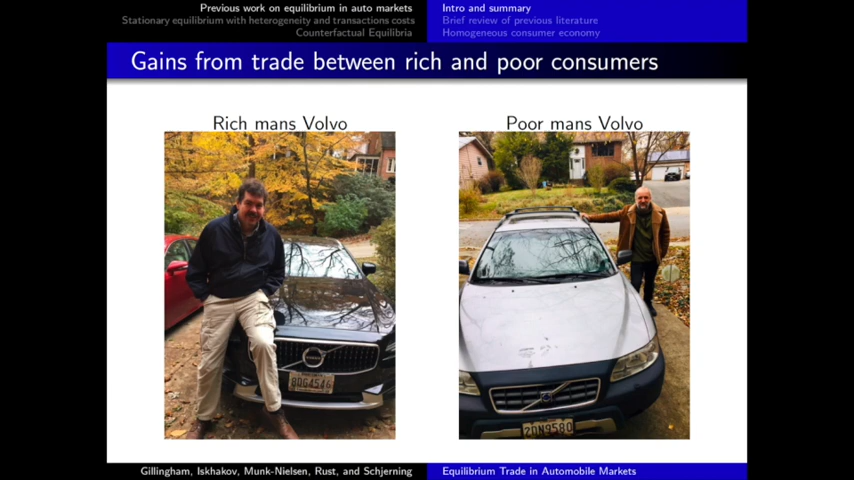 Previous work on equilibrium in auto markets
Stationary equilibrium with heterogeneity and transactions costs
Counterfactual Equilibria
Intro and summary
Brief review of previous literature
Homogeneous consumer economy
Gains from trade between rich and poor consumers
Rich mans Volvo
Poor mans Volvo
8DG4546
2DN9580
Gillingham, Iskhakov, Munk-Nielsen, Rust, and Schjerning
Equilibrium Trade in Automobile Markets